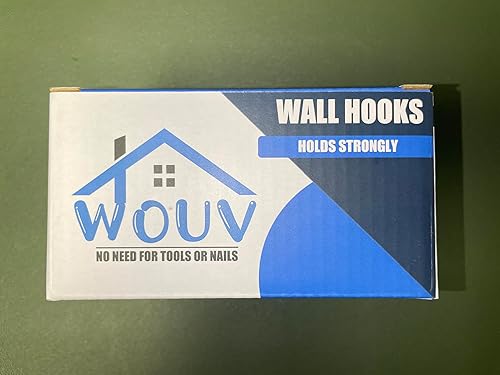 WALL HOOKS
HOLDS STRONGLY
WOUV
NO NEED FOR TOOLS OR NAILS